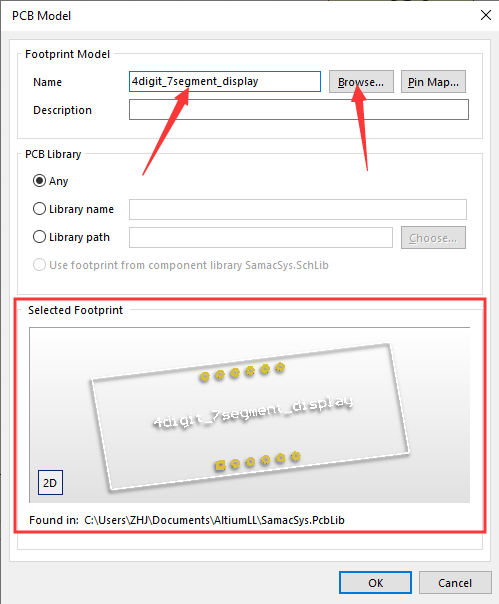 PCB Model
Footprint Model
Name 4digit_7segment_display Browse... Pin Map...
Description
PCB Library
Any
Library name
Library path Choose...
Use footprint from component library SamacSys.SchLib
Selected Footprint
4digit_7segment_display
2D
Found in: C:\Users\ZHJ\Documents\AltiumLL\SamacSys.PcbLib
OK Cancel